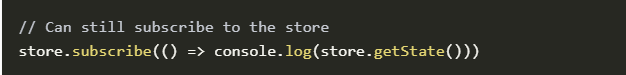 // Can still subscribe to the store
store.subscribe(() => console.log(store.getState()))